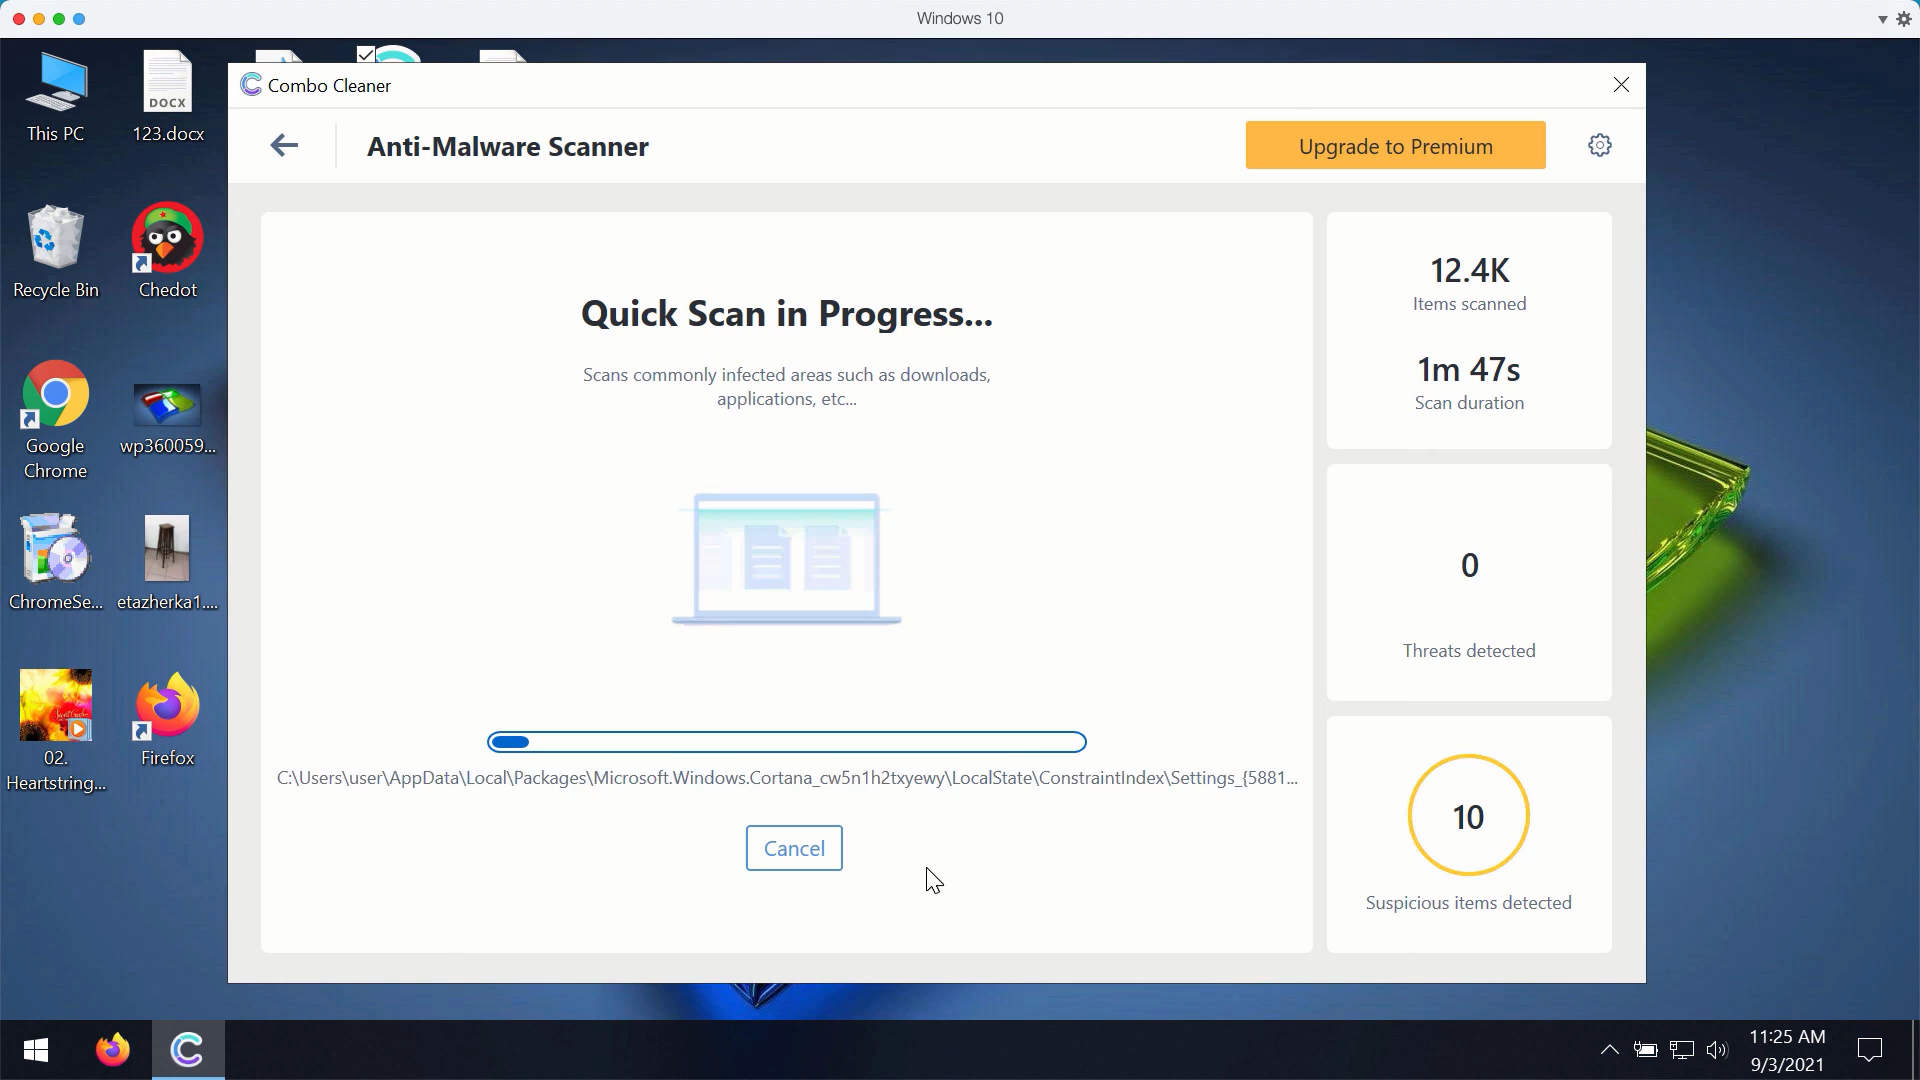 Windows 10
This PC
DOCX
123.docx
Recycle Bin
Chedot
Google
Chrome
wp360059...
ChromeSe...
etazherka1....
02.
Heartstring...
Firefox
Combo Cleaner
Anti-Malware Scanner
Upgrade to Premium
Quick Scan in Progress...
Scans commonly infected areas such as downloads,
applications, etc...
C:\Users\user\AppData\Local\Packages\Microsoft.Windows.Cortana_cw5n1h2txyewy\LocalState\ConstraintIndex\Settings_{5881...
Cancel
12.4K
Items scanned
1m 47s
Scan duration
0
Threats detected
10
Suspicious items detected
11:25 AM
9/3/2021